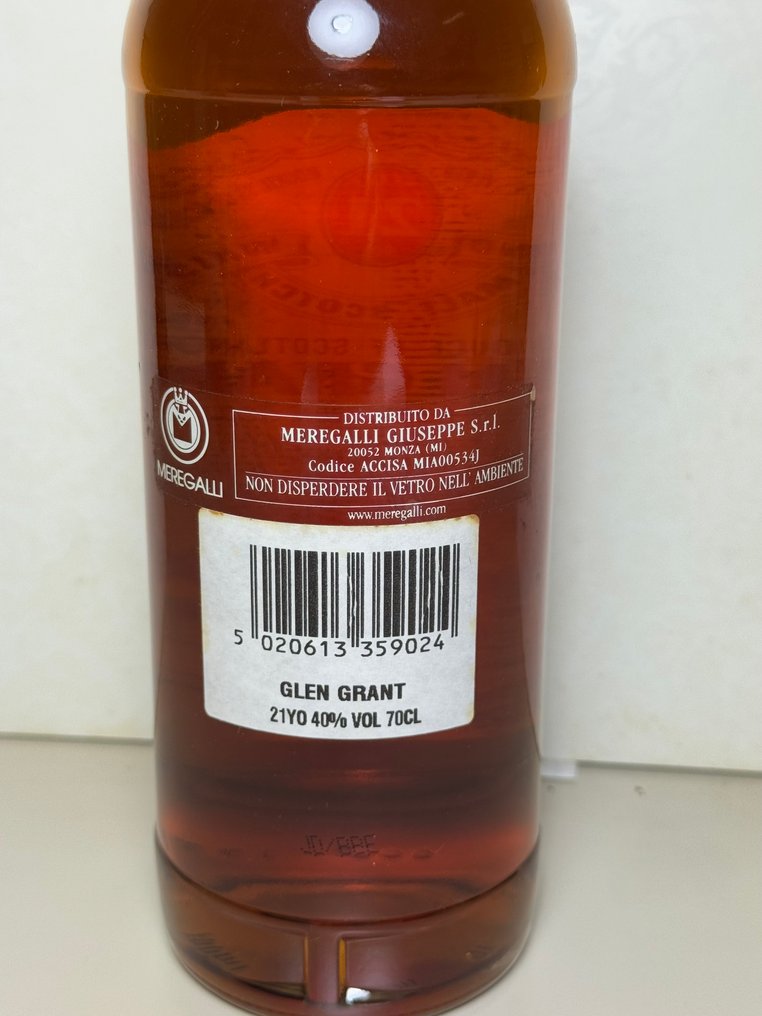 MEREGALLI
DISTRIBUITO DA
MEREGALLI GIUSEPPE S.r.l.
20052 MONZA (MI)
Codice ACCISA MIA00534J
NON DISPERDERE IL VETRO NELL' AMBIENTE
www.meregalli.com
5 020613 359024
GLEN GRANT
21YO 40% VOL 70CL